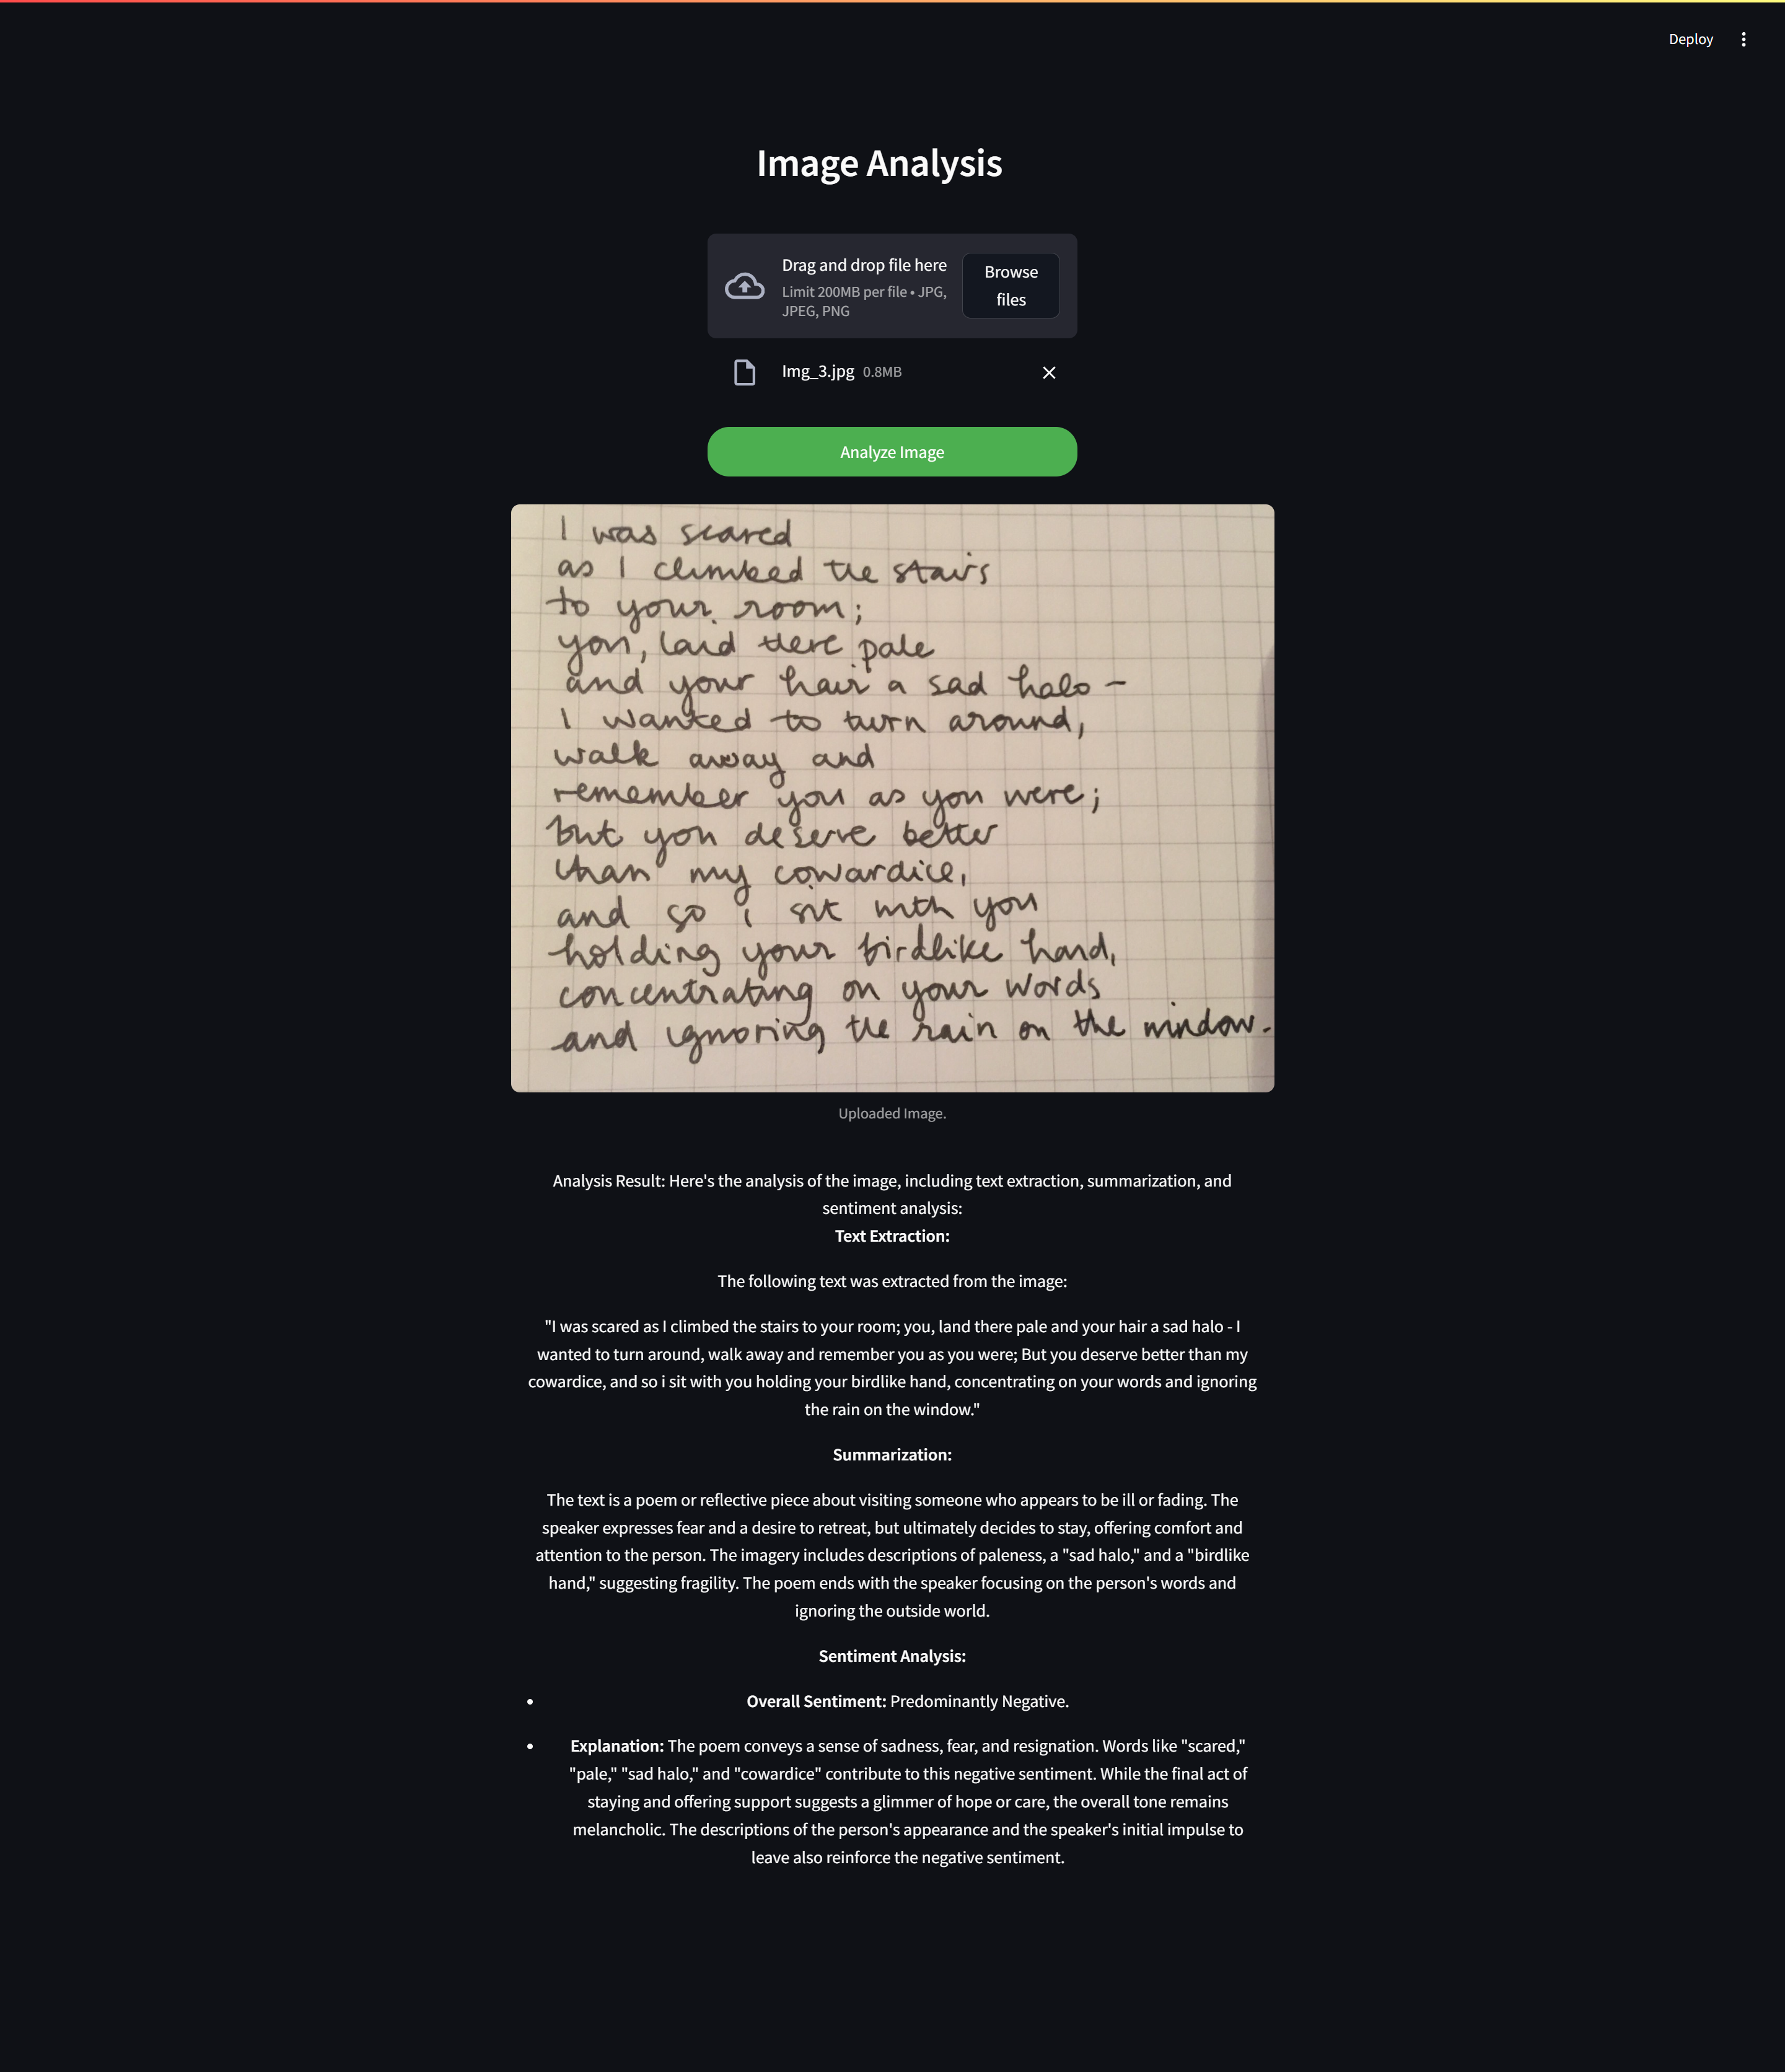 Deploy
Image Analysis
Drag and drop file here
Limit 200MB per file • JPG,
JPEG, PNG
Browse
files
Img_3.jpg 0.8MB
Analyze Image
I was scared
as I climbed the stairs
to your room;
you, laid there pale
and your hair a sad halo -
I wanted to turn around,
walk away and
remember you as you were;
but you deserve better
than my cowardice,
and so i sit with you
holding your birdlike hand,
concentrating on your words
and ignoring the rain on the window.
Uploaded Image.
Analysis Result: Here's the analysis of the image, including text extraction, summarization, and
sentiment analysis:
Text Extraction:
The following text was extracted from the image:
"I was scared as I climbed the stairs to your room; you, land there pale and your hair a sad halo - I
wanted to turn around, walk away and remember you as you were; But you deserve better than my
cowardice, and so i sit with you holding your birdlike hand, concentrating on your words and ignoring
the rain on the window."
Summarization:
The text is a poem or reflective piece about visiting someone who appears to be ill or fading. The
speaker expresses fear and a desire to retreat, but ultimately decides to stay, offering comfort and
attention to the person. The imagery includes descriptions of paleness, a "sad halo," and a "birdlike
hand," suggesting fragility. The poem ends with the speaker focusing on the person's words and
ignoring the outside world.
Sentiment Analysis:
• Overall Sentiment: Predominantly Negative.
• Explanation: The poem conveys a sense of sadness, fear, and resignation. Words like "scared,"
"pale," "sad halo," and "cowardice" contribute to this negative sentiment. While the final act of
staying and offering support suggests a glimmer of hope or care, the overall tone remains
melancholic. The descriptions of the person's appearance and the speaker's initial impulse to
leave also reinforce the negative sentiment.